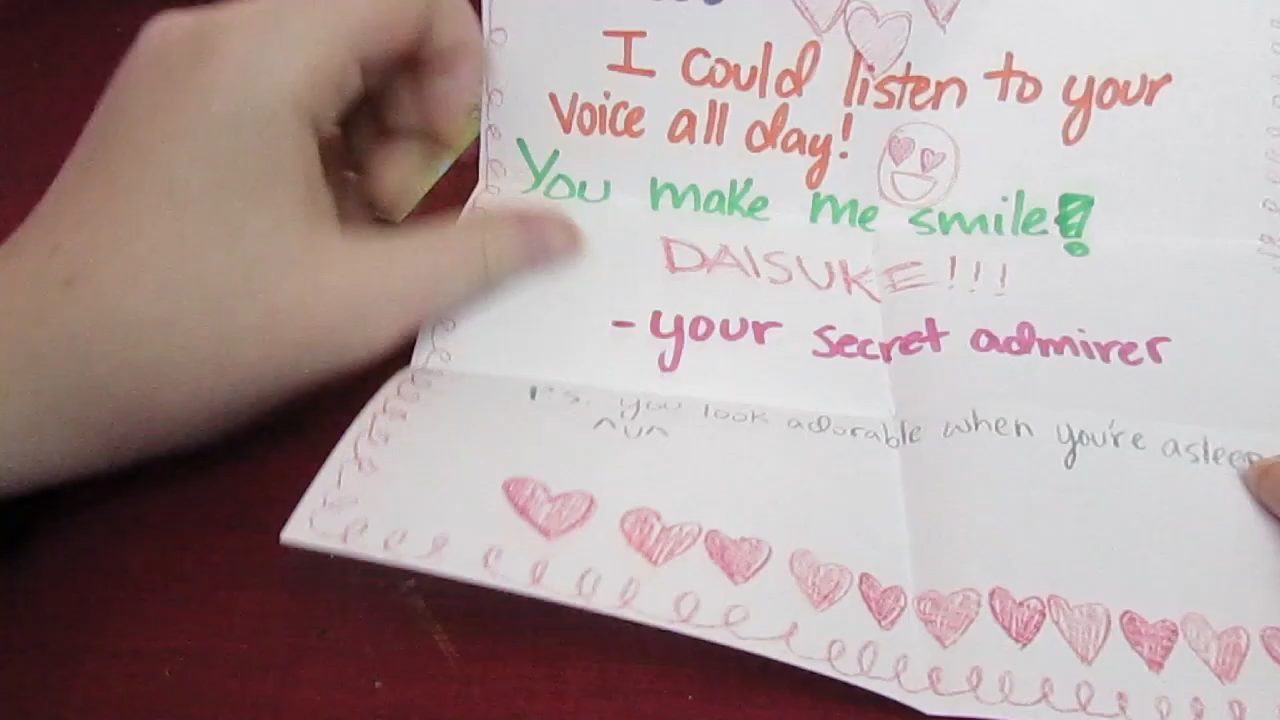 I could listen to your
voice all day!
You make me smile!
DAISUKE!!!
- your secret admirer
P.S. you look adorable when you're asleep
^u^